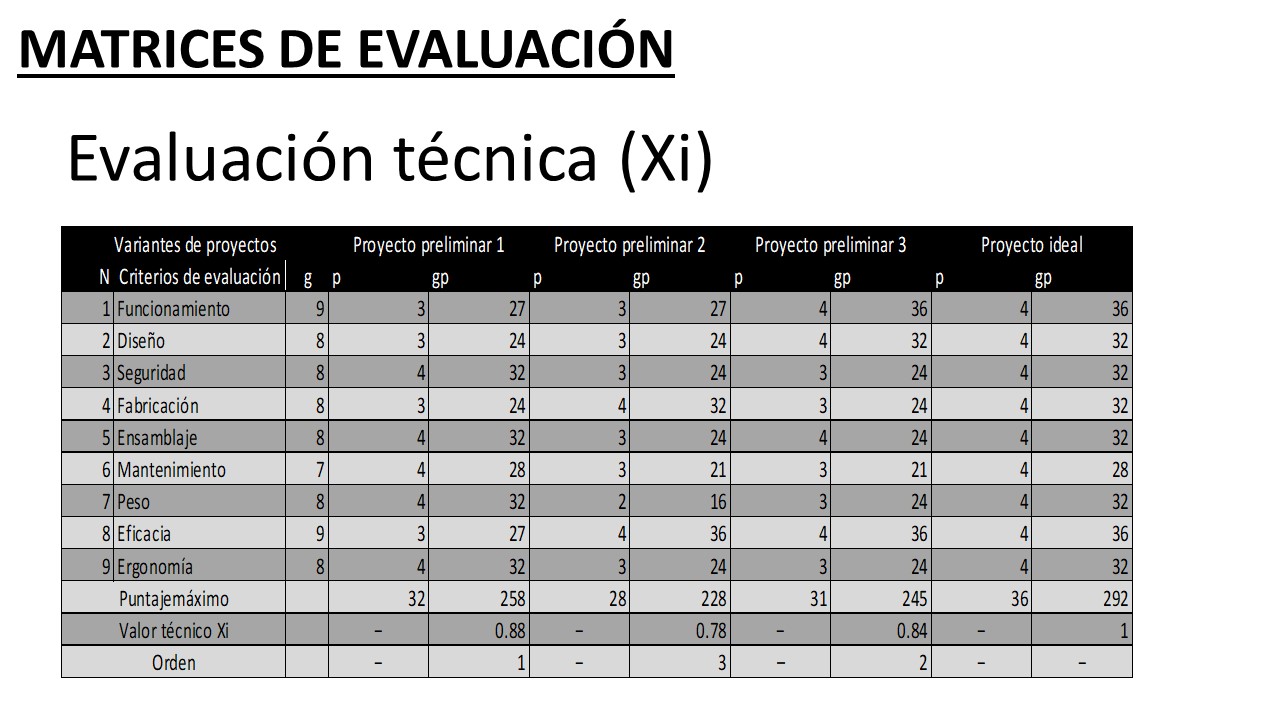 MATRICES DE EVALUACIÓN
Evaluación técnica (Xi)
Variantes de proyectos Proyecto preliminar 1 Proyecto preliminar 2 Proyecto preliminar 3 Proyecto ideal
N Criterios de evaluación g p gp p gp p gp p gp
1 Funcionamiento 9 3 27 3 27 4 36 4 36
2 Diseño 8 3 24 3 24 4 32 4 32
3 Seguridad 8 4 32 3 24 3 24 4 32
4 Fabricación 8 3 24 4 32 3 24 4 32
5 Ensamblaje 8 4 32 3 24 4 24 4 32
6 Mantenimiento 7 4 28 3 21 3 21 4 28
7 Peso 8 4 32 2 16 3 24 4 32
8 Eficacia 9 3 27 4 36 4 36 4 36
9 Ergonomía 8 4 32 3 24 3 24 4 32
Puntajemáximo 32 258 28 228 31 245 36 292
Valor técnico Xi – 0.88 – 0.78 – 0.84 – 1
Orden – 1 – 3 – 2 – –